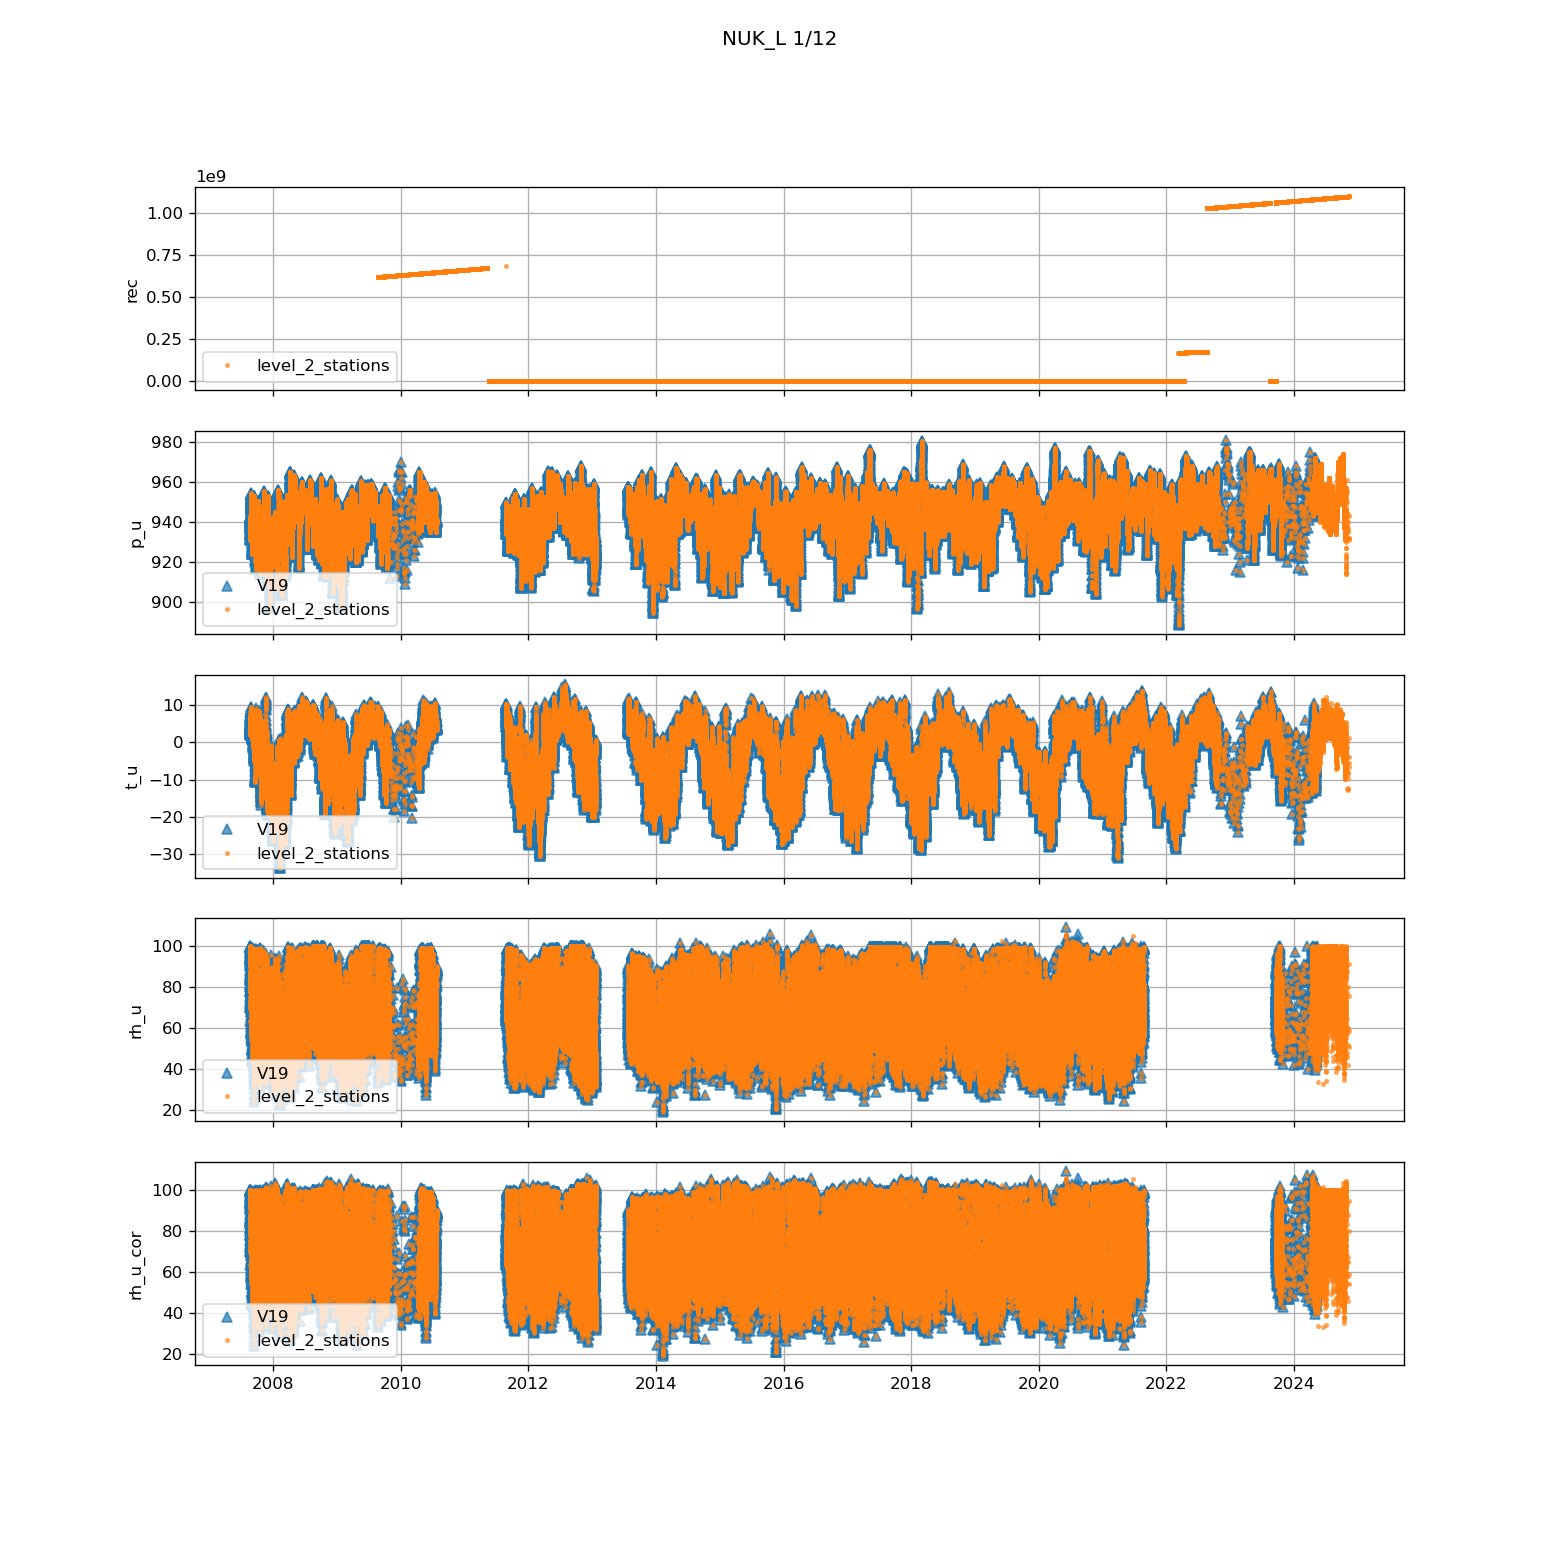 NUK_L 1/12
1e9
1.00
0.75
0.50
0.25
0.00
rec
level_2_stations
980
960
940
920
900
p_u
V19
level_2_stations
10
0
−10
−20
−30
t_u
V19
level_2_stations
100
80
60
40
20
rh_u
V19
level_2_stations
100
80
60
40
20
rh_u_cor
V19
level_2_stations
2008 2010 2012 2014 2016 2018 2020 2022 2024